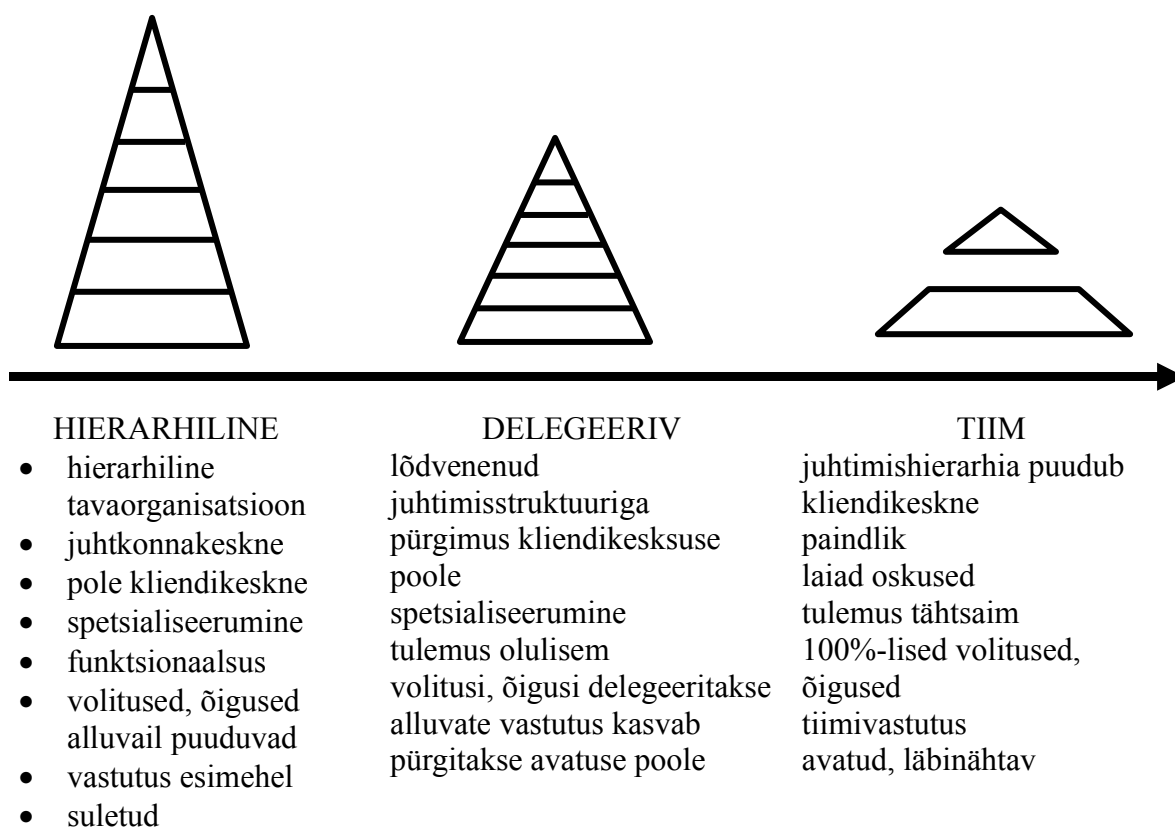 HIERARHILINE
• hierarhiline
tavaorganisatsioon
• juhtkonnakeskne
• pole kliendikeskne
• spetsialiseerumine
• funktsionaalsus
• volitused, õigused
alluvail puuduvad
• vastutus esimehel
• suletud
DELEGEERIV
lõdvenenud
juhtimisstruktuuriga
pürgimus kliendikesksuse
poole
spetsialiseerumine
tulemus olulisem
volitusi, õigusi delegeeritakse
alluvate vastutus kasvab
pürgitakse avatuse poole
TIIM
juhtimishierarhia puudub
kliendikeskne
paindlik
laiad oskused
tulemus tähtsaim
100%-lised volitused,
õigused
tiimivastutus
avatud, läbinähtav